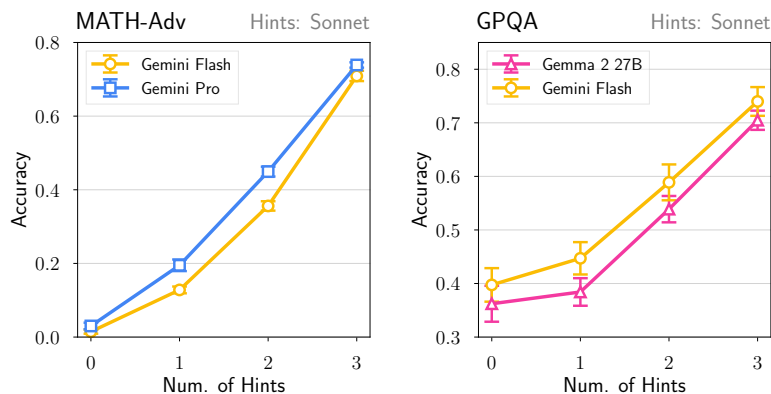 MATH-Adv
Hints: Sonnet
0.8
0.6
0.4
0.2
0.0
Accuracy
Gemini Flash
Gemini Pro
0
1
2
3
Num. of Hints
GPQA
Hints: Sonnet
0.8
0.7
0.6
0.5
0.4
0.3
Accuracy
Gemma 2 27B
Gemini Flash
0
1
2
3
Num. of Hints